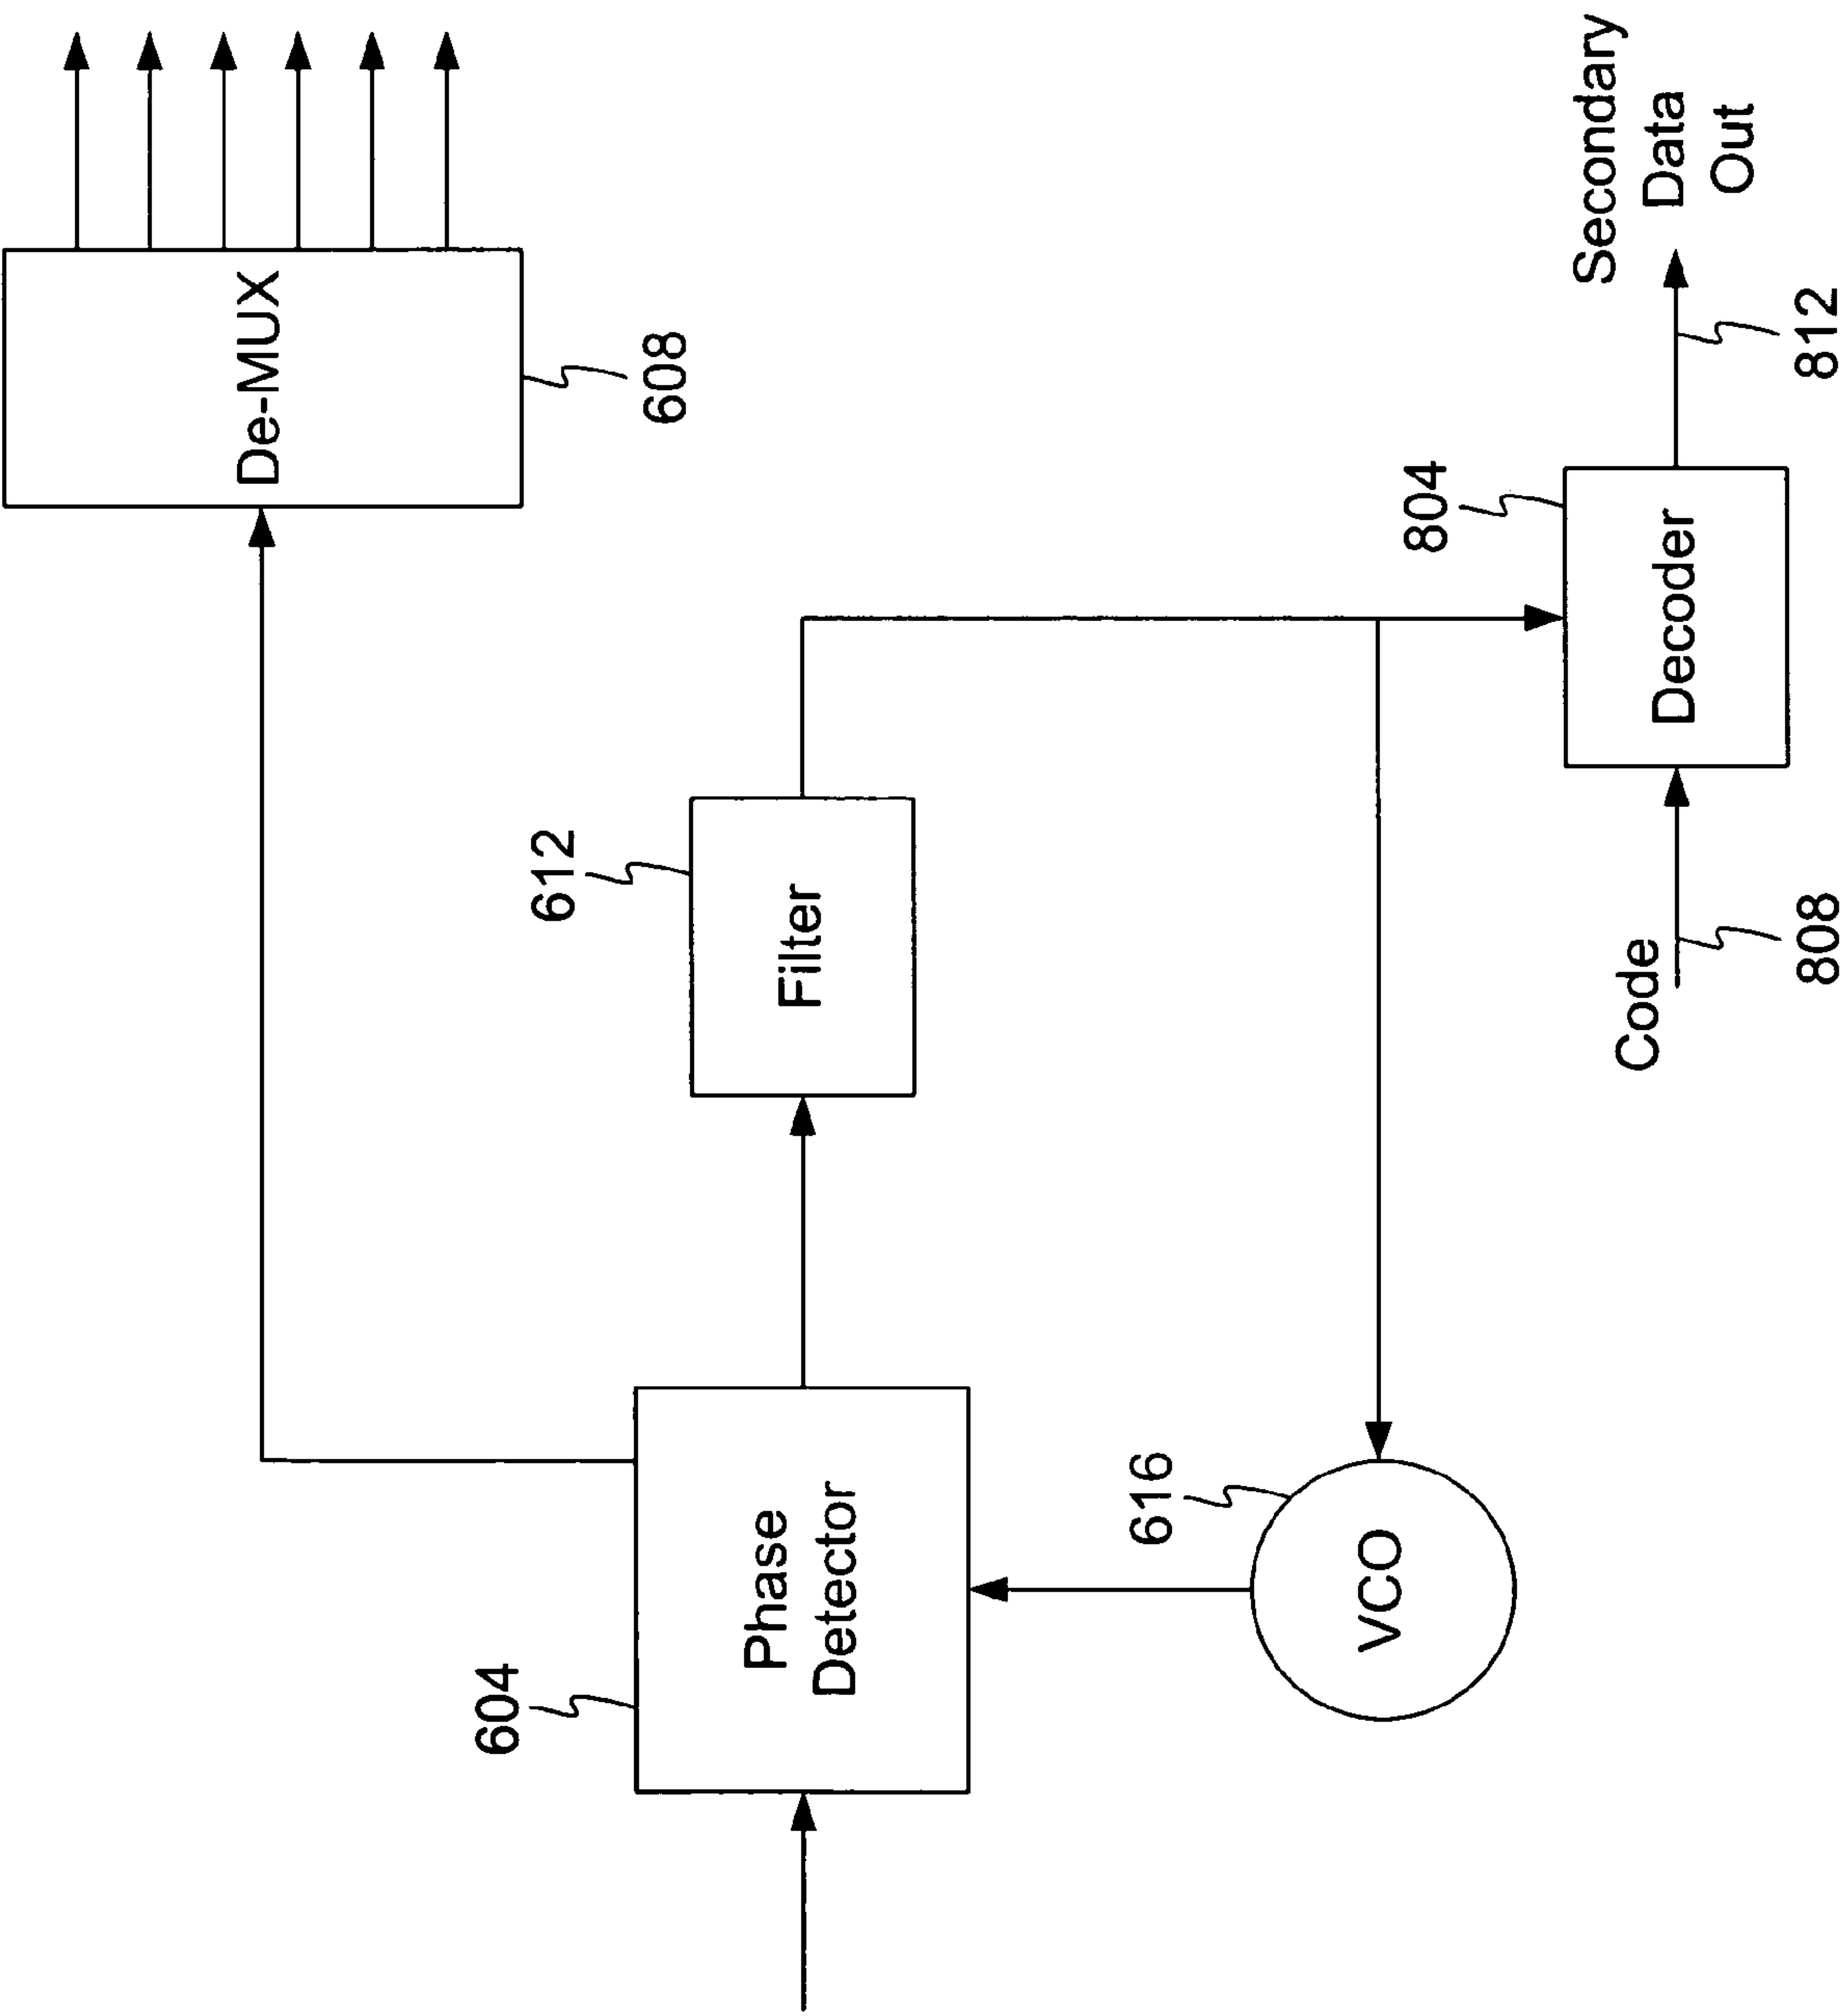 De-MUX
608
612
Filter
604
Phase
Detector
616
VCO
804
Decoder
Code
808
812
Secondary
Data
Out